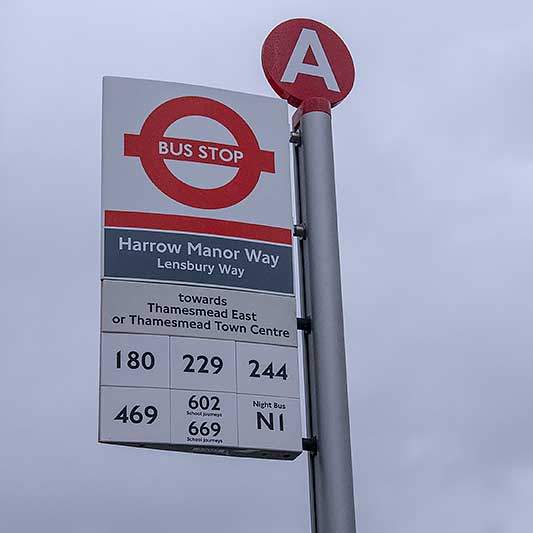 A
BUS STOP
Harrow Manor Way
Lensbury Way
towards
Thamesmead East
or Thamesmead Town Centre
180 229 244
469
602
School Journeys
669
School Journeys
Night Bus
N1